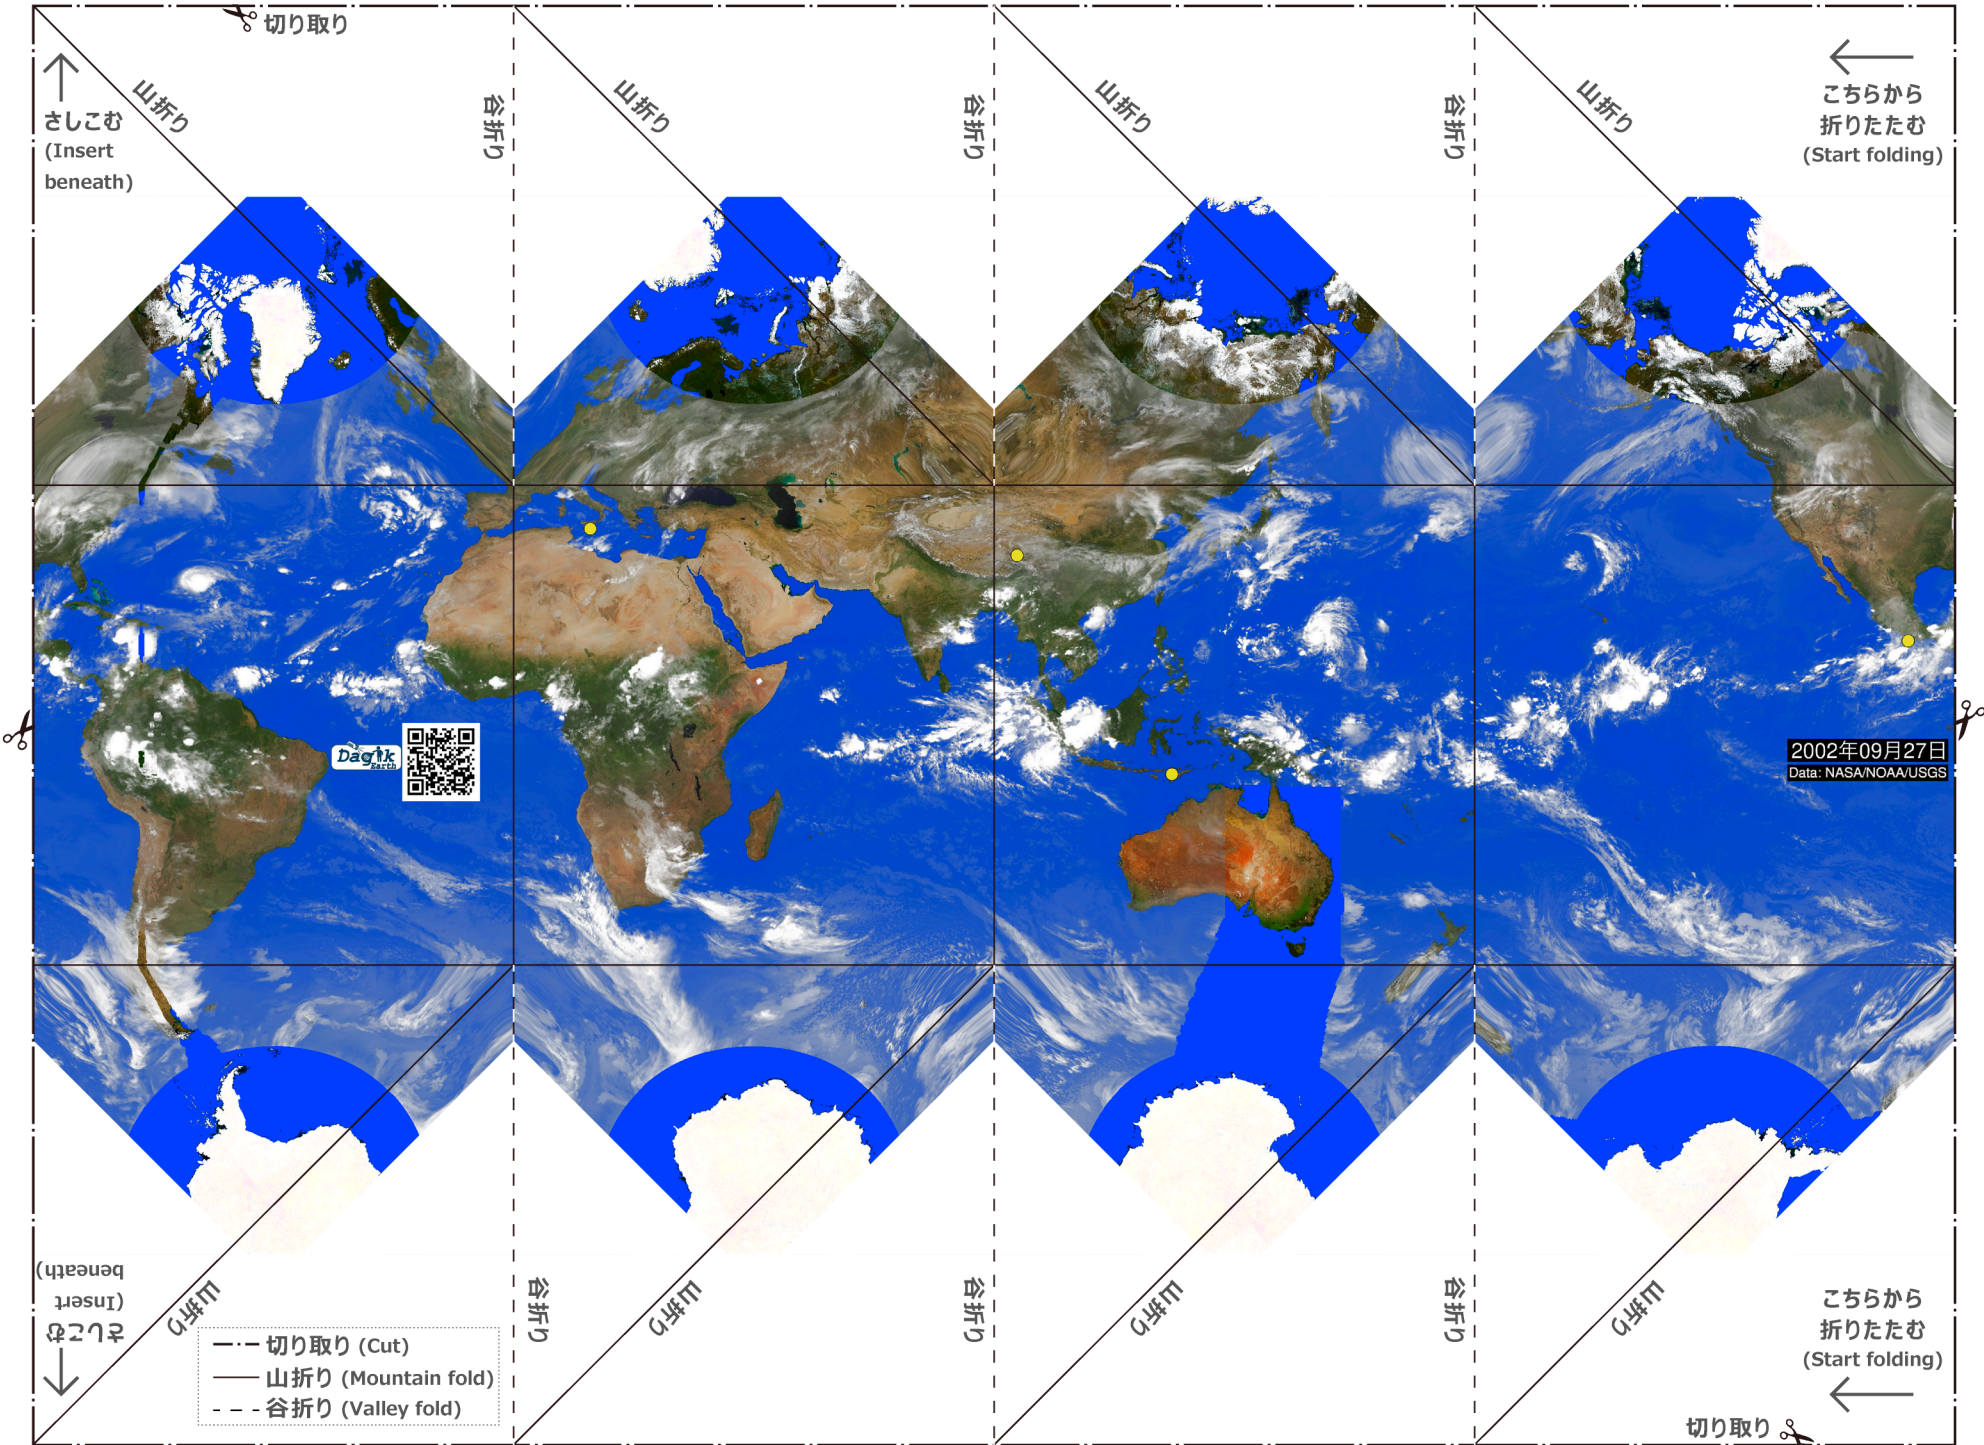 切り取り
さしこむ
(Insert
beneath)
山折り
谷折り
山折り
谷折り
山折り
谷折り
山折り
こちらから
折りたたむ
(Start folding)
Dagik
Earth
2002年09月27日
Data: NASA/NOAA/USGS
さしこむ
(Insert
beneath)
山折り
谷折り
山折り
谷折り
山折り
谷折り
山折り
こちらから
折りたたむ
(Start folding)
切り取り (Cut)
山折り (Mountain fold)
谷折り (Valley fold)
切り取り